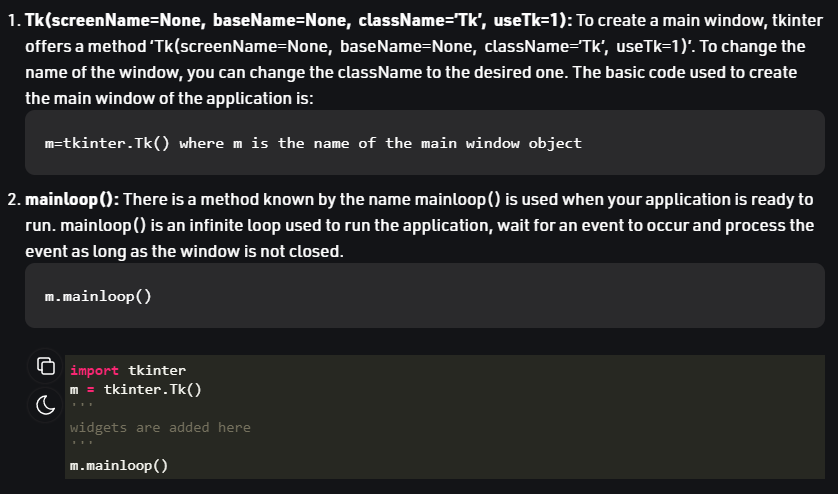 1. Tk(screenName=None, baseName=None, className='Tk', useTk=1): To create a main window, tkinter
offers a method 'Tk(screenName=None, baseName=None, className='Tk', useTk=1)'. To change the
name of the window, you can change the className to the desired one. The basic code used to create
the main window of the application is:
m=tkinter.Tk() where m is the name of the main window object
2. mainloop(): There is a method known by the name mainloop() is used when your application is ready to
run. mainloop() is an infinite loop used to run the application, wait for an event to occur and process the
event as long as the window is not closed.
m.mainloop()
import tkinter
m = tkinter.Tk()
'''
widgets are added here
'''
m.mainloop()